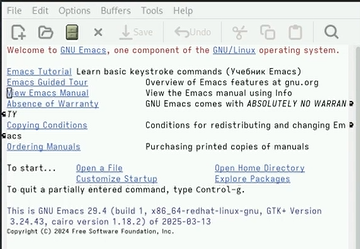 File Edit Options Buffers Tools Help
Save Undo
Welcome to GNU Emacs, one component of the GNU/Linux operating system.
Emacs Tutorial Learn basic keystroke commands (Учебник Emacs)
Emacs Guided Tour Overview of Emacs features at gnu.org
View Emacs Manual View the Emacs manual using Info
Absence of Warranty GNU Emacs comes with ABSOLUTELY NO WARRAN
TY
Copying Conditions Conditions for redistributing and changing Em
acs
Ordering Manuals Purchasing printed copies of manuals
To start... Open a File Open Home Directory
Customize Startup Explore Packages
To quit a partially entered command, type Control-g.
This is GNU Emacs 29.4 (build 1, x86_64-redhat-linux-gnu, GTK+ Version
3.24.43, cairo version 1.18.2) of 2025-03-13
Copyright (C) 2024 Free Software Foundation, Inc.